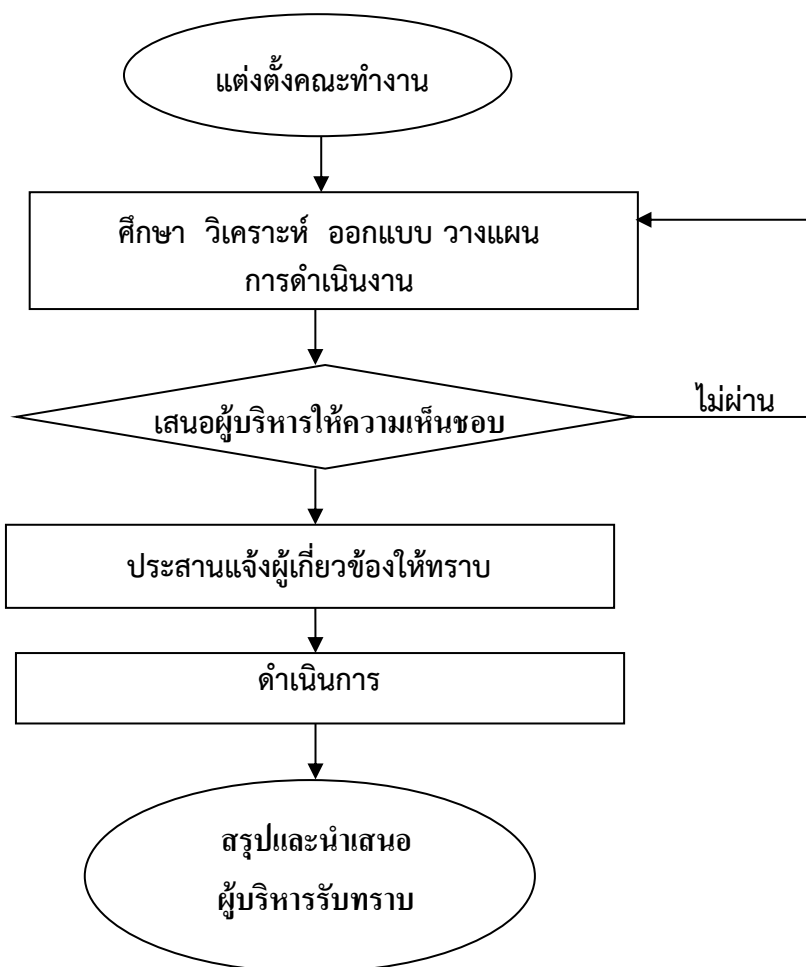 แต่งตั้งคณะทำงาน
ศึกษา วิเคราะห์ ออกแบบ วางแผน
การดำเนินงาน
เสนอผู้บริหารให้ความเห็นชอบ
ไม่ผ่าน
ประสานแจ้งผู้เกี่ยวข้องให้ทราบ
ดำเนินการ
สรุปและนำเสนอ
ผู้บริหารรับทราบ